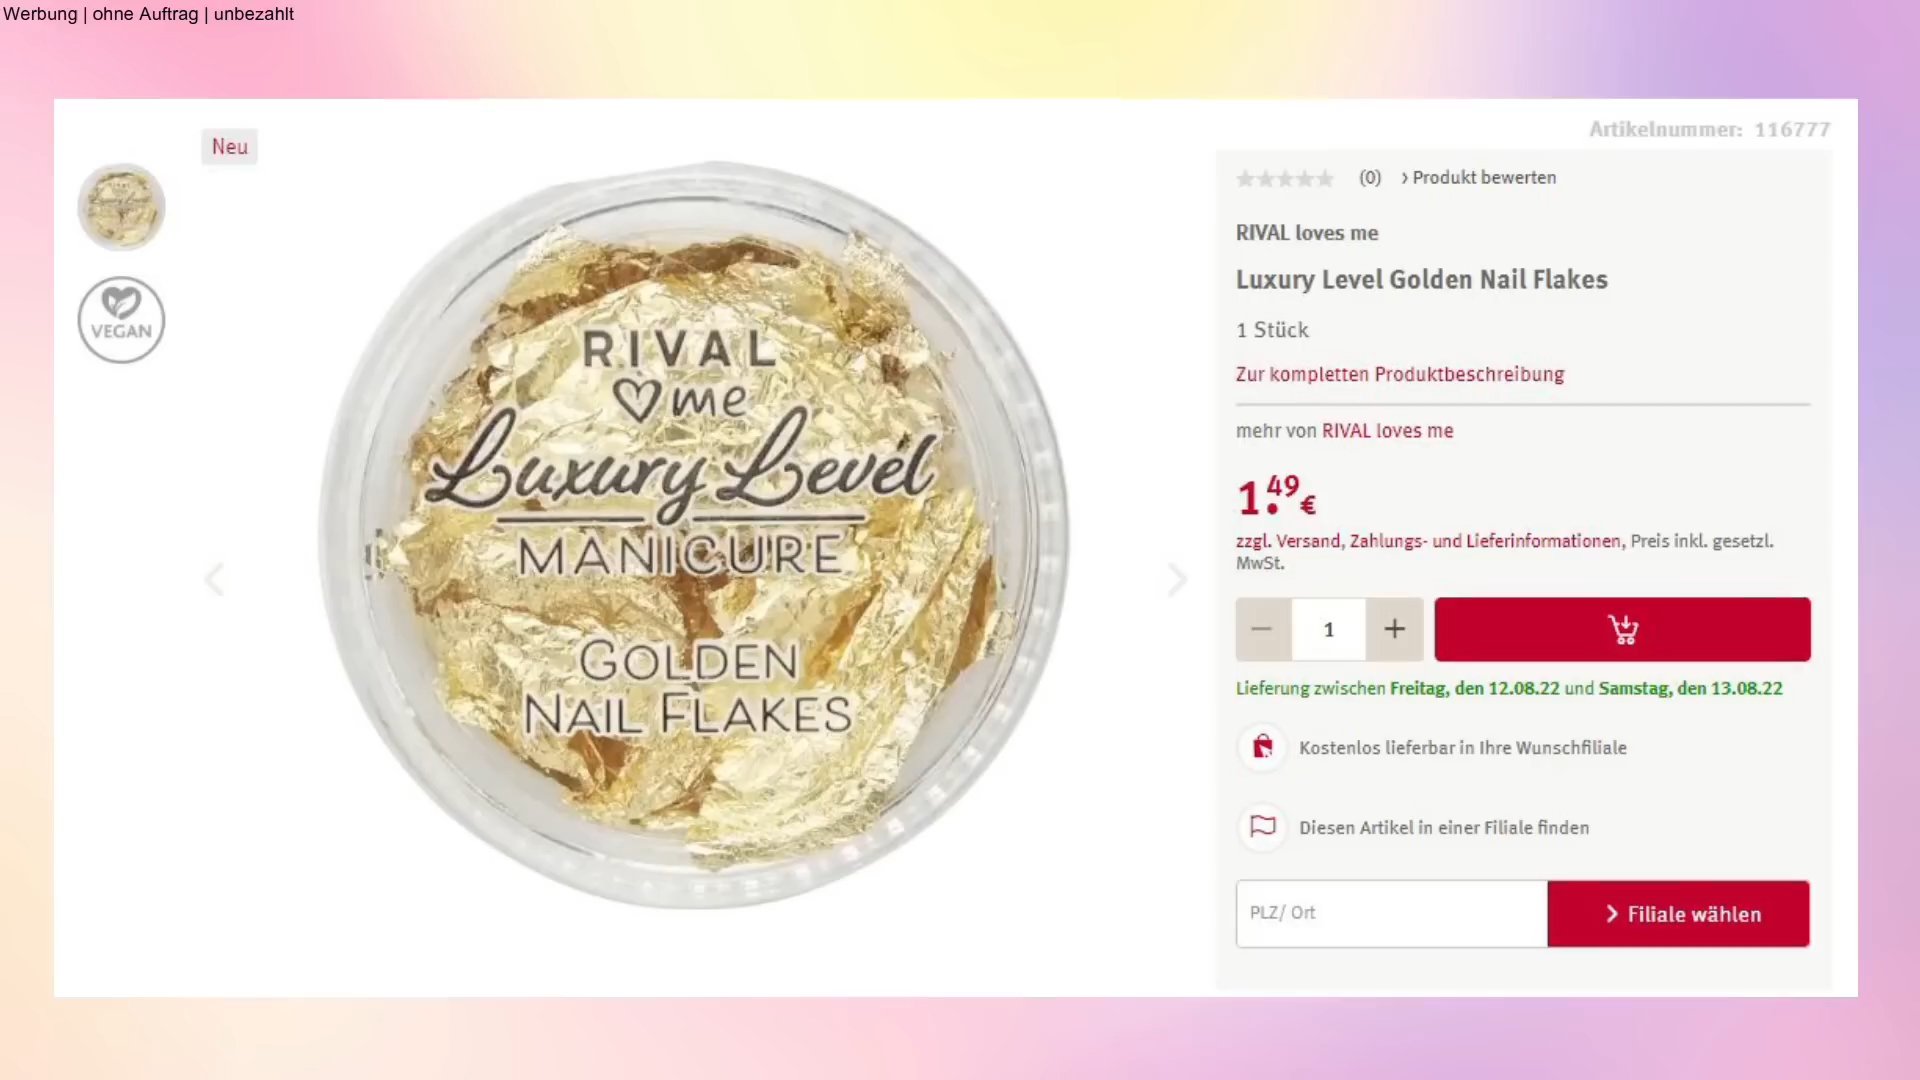 Werbung | ohne Auftrag | unbezahlt
Neu
VEGAN
RIVAL
me
Luxury Level
MANICURE
GOLDEN
NAIL FLAKES
Artikelnummer: 116777
(0) › Produkt bewerten
RIVAL loves me
Luxury Level Golden Nail Flakes
1 Stück
Zur kompletten Produktbeschreibung
mehr von RIVAL loves me
1.49 €
zzgl. Versand, Zahlungs- und Lieferinformationen, Preis inkl. gesetzl.
MwSt.
− 1 +
Lieferung zwischen Freitag, den 12.08.22 und Samstag, den 13.08.22
Kostenlos lieferbar in Ihre Wunschfiliale
Diesen Artikel in einer Filiale finden
PLZ/ Ort
Filiale wählen